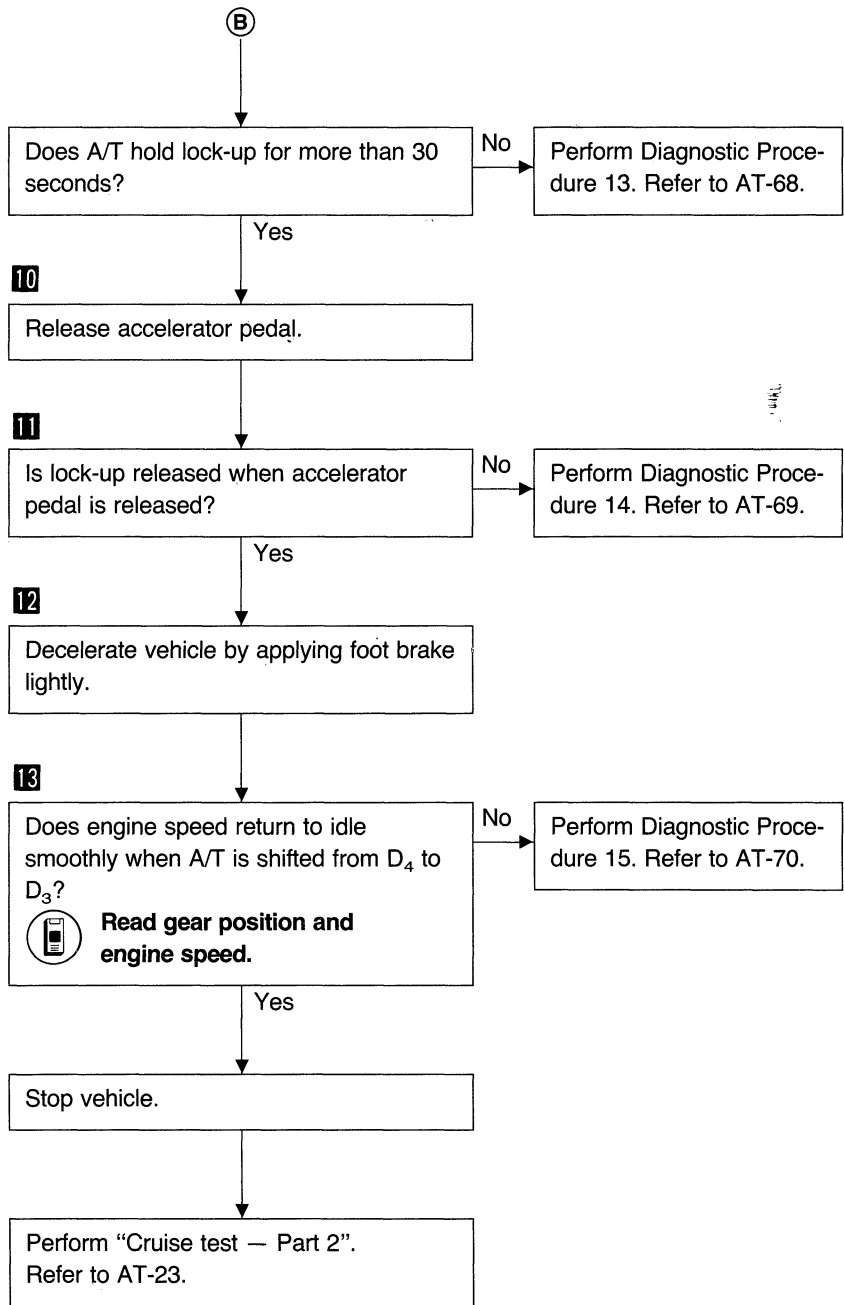 B
Does A/T hold lock-up for more than 30
seconds?
No
Perform Diagnostic Proce-
dure 13. Refer to AT-68.
Yes
10
Release accelerator pedal.
11
Is lock-up released when accelerator
pedal is released?
No
Perform Diagnostic Proce-
dure 14. Refer to AT-69.
Yes
12
Decelerate vehicle by applying foot brake
lightly.
13
Does engine speed return to idle
smoothly when A/T is shifted from D₄ to
D₃?
Read gear position and
engine speed.
No
Perform Diagnostic Proce-
dure 15. Refer to AT-70.
Yes
Stop vehicle.
Perform “Cruise test — Part 2”.
Refer to AT-23.